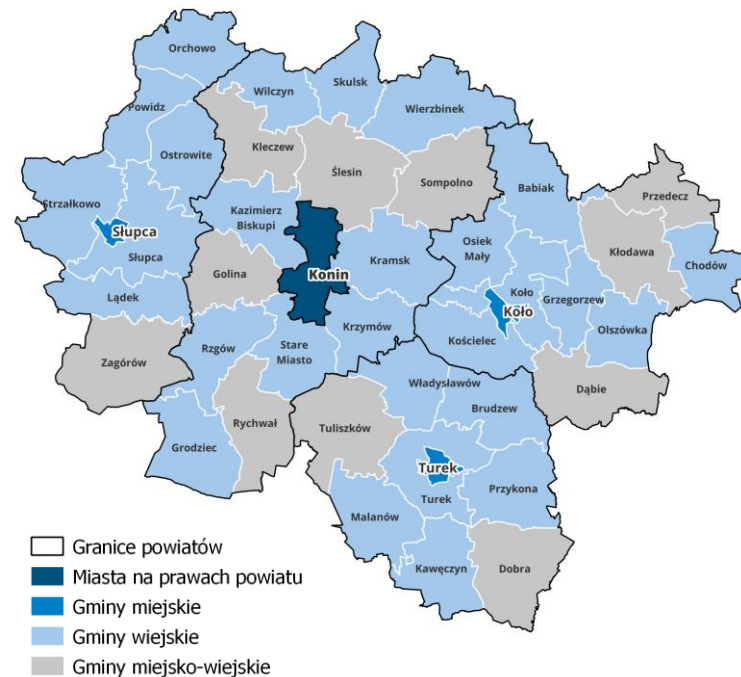 Orchowo
Skulsk
Wilczyn
Powidz
Wierzbinek
Ostrowite
Kleczew
Ślesin
Sompolno
Babiak
Przedecz
Strzałkowo
Kazimierz
Biskupi
Słupca
Słupca
Osiek
Mały
Kłodawa
Kramsk
Chodów
Golina
Konin
Lądek
Koło
Koło
Grzegorzew
Olszówka
Krzymów
Kościelec
Stare
Miasto
Rzgów
Zagórów
Władysławów
Dąbie
Brudzew
Rychwał
Tuliszków
Grodziec
Turek
Turek
Przykona
Malanów
Kawęczyn
Dobra
Granice powiatów
Miasta na prawach powiatu
Gminy miejskie
Gminy wiejskie
Gminy miejsko-wiejskie